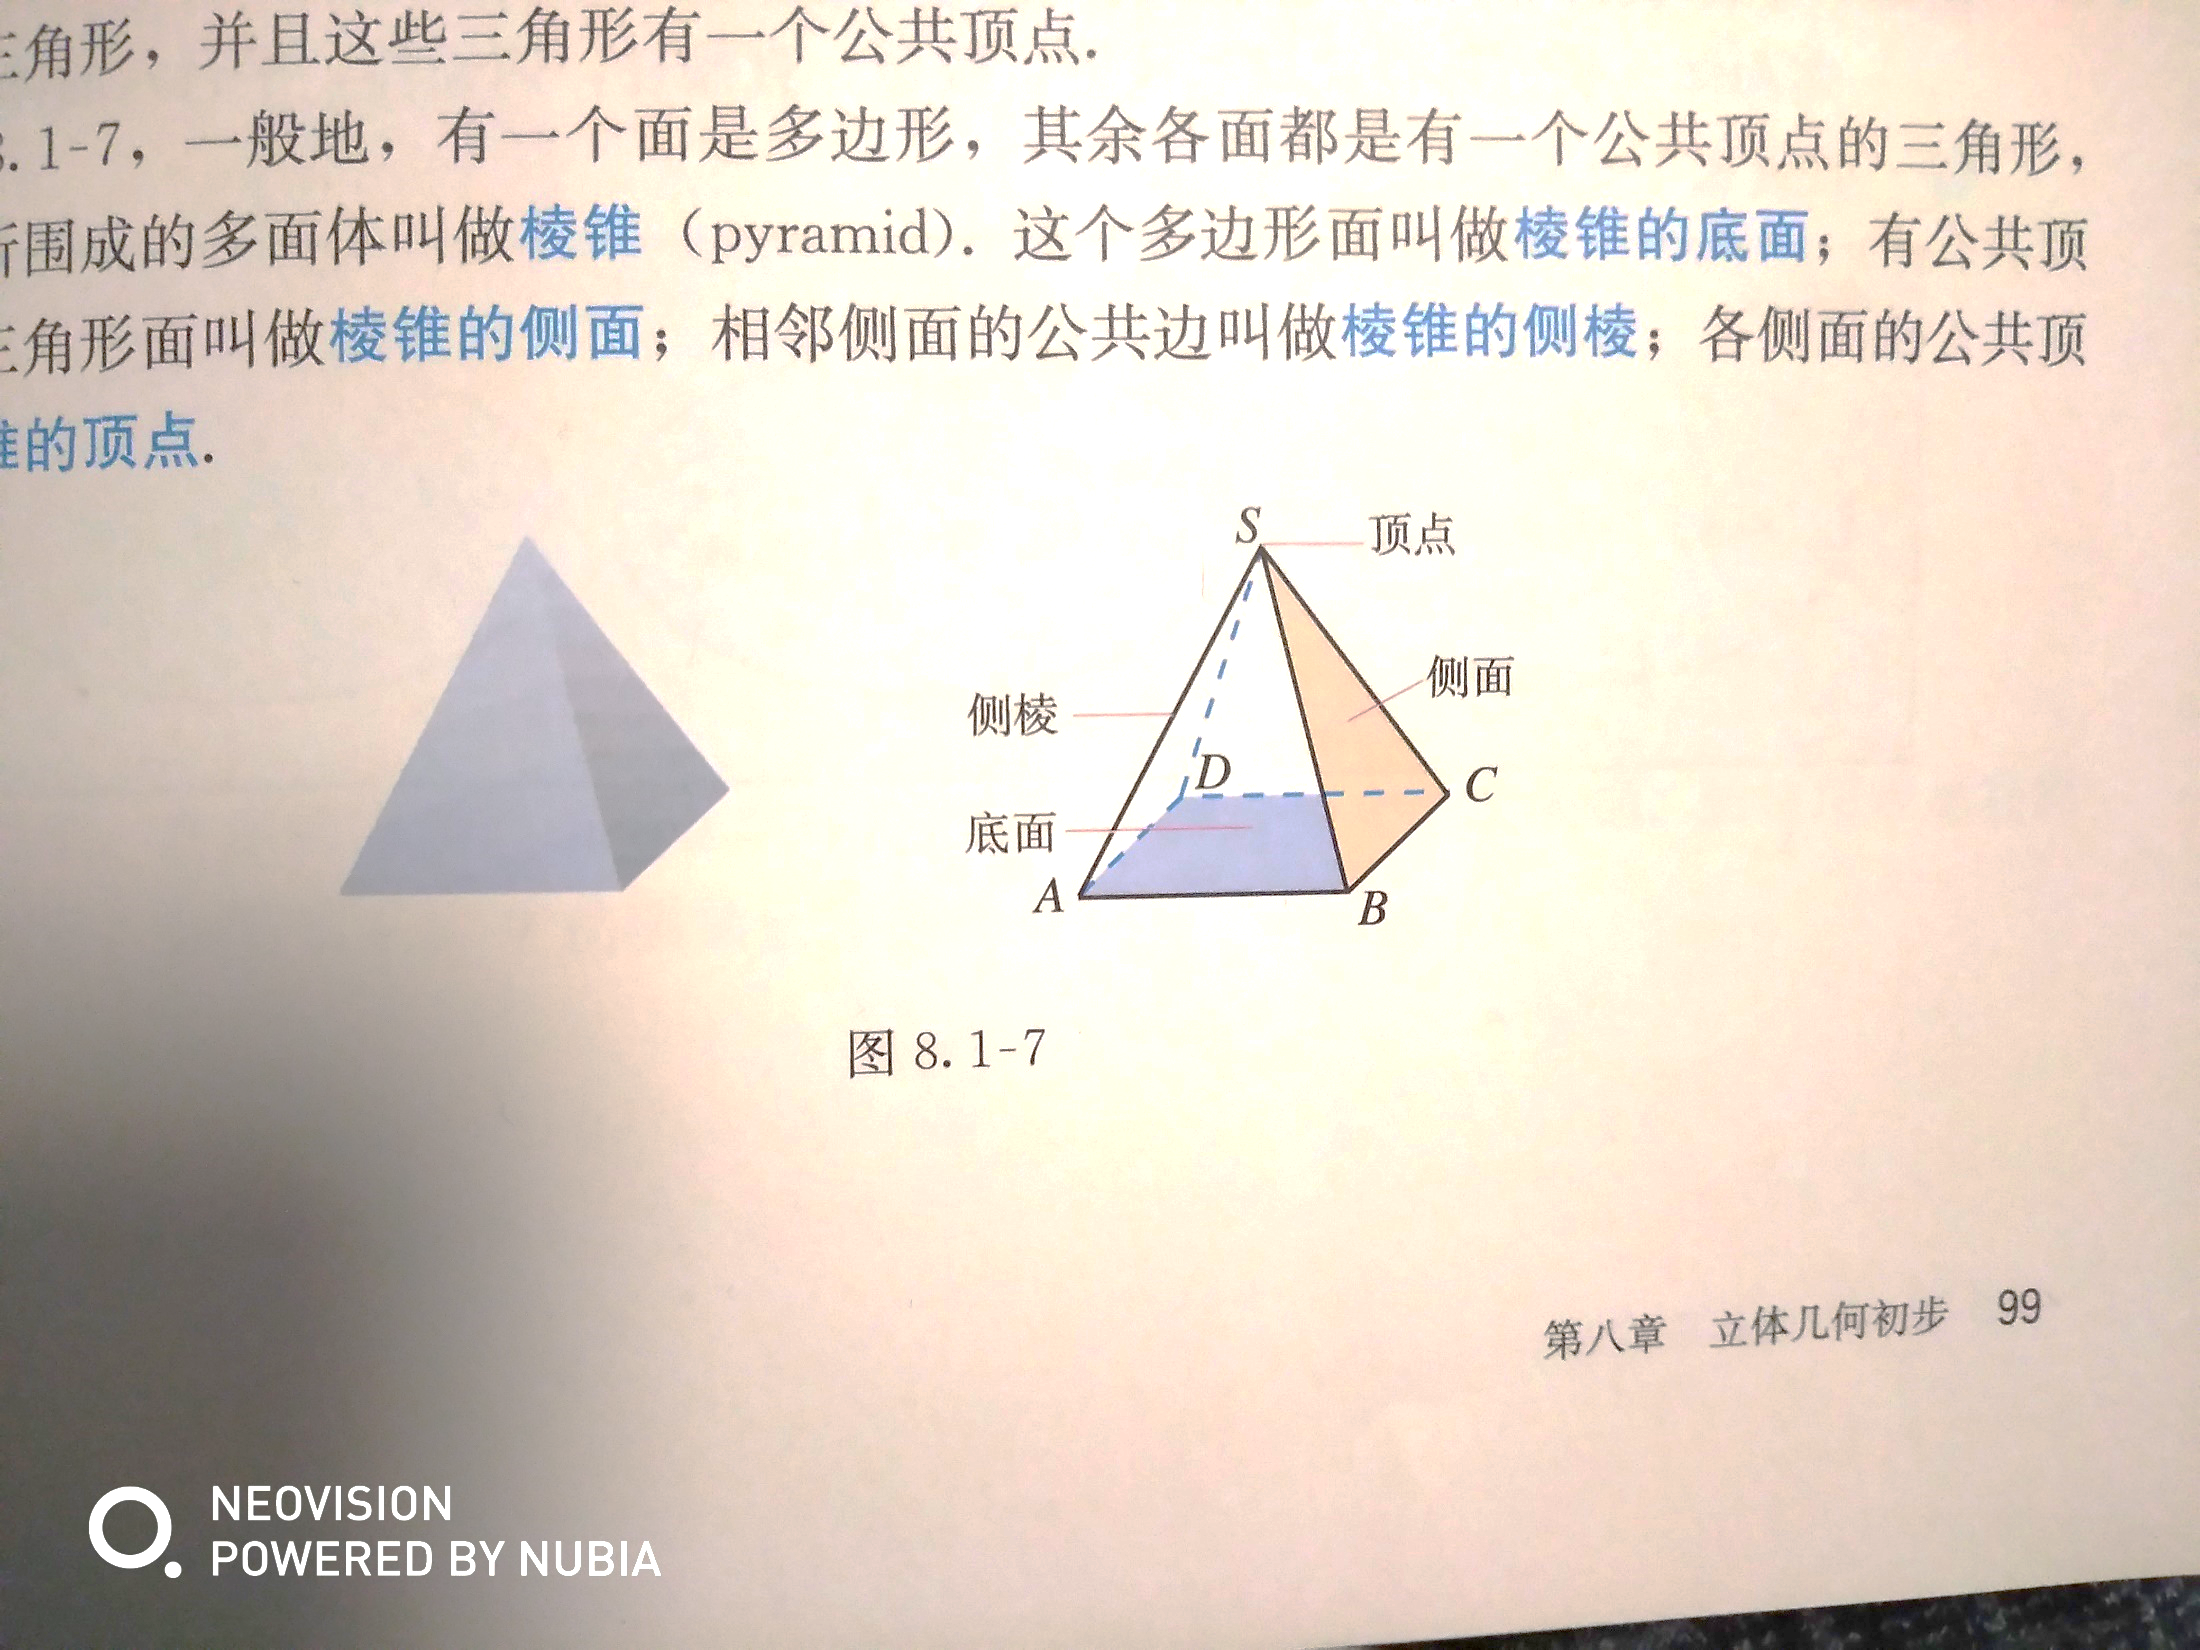 三角形，并且这些三角形有一个公共顶点.
8.1-7，一般地，有一个面是多边形，其余各面都是有一个公共顶点的三角形，
所围成的多面体叫做棱锥（pyramid）. 这个多边形面叫做棱锥的底面；有公共顶
三角形面叫做棱锥的侧面；相邻侧面的公共边叫做棱锥的侧棱；各侧面的公共顶
锥的顶点.
S
顶点
侧面
侧棱
D
C
底面
A
B
图 8.1-7
第八章 立体几何初步 99
NEOVISION
POWERED BY NUBIA